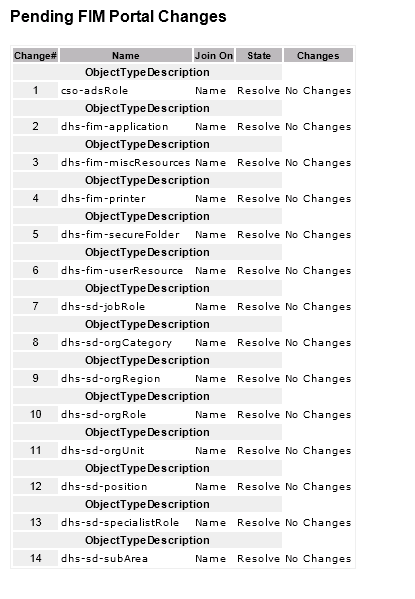 Pending FIM Portal Changes
Change# Name Join On State Changes
ObjectTypeDescription
1 cso-adsRole Name Resolve No Changes
ObjectTypeDescription
2 dhs-fim-application Name Resolve No Changes
ObjectTypeDescription
3 dhs-fim-miscResources Name Resolve No Changes
ObjectTypeDescription
4 dhs-fim-printer Name Resolve No Changes
ObjectTypeDescription
5 dhs-fim-secureFolder Name Resolve No Changes
ObjectTypeDescription
6 dhs-fim-userResource Name Resolve No Changes
ObjectTypeDescription
7 dhs-sd-jobRole Name Resolve No Changes
ObjectTypeDescription
8 dhs-sd-orgCategory Name Resolve No Changes
ObjectTypeDescription
9 dhs-sd-orgRegion Name Resolve No Changes
ObjectTypeDescription
10 dhs-sd-orgRole Name Resolve No Changes
ObjectTypeDescription
11 dhs-sd-orgUnit Name Resolve No Changes
ObjectTypeDescription
12 dhs-sd-position Name Resolve No Changes
ObjectTypeDescription
13 dhs-sd-specialistRole Name Resolve No Changes
ObjectTypeDescription
14 dhs-sd-subArea Name Resolve No Changes